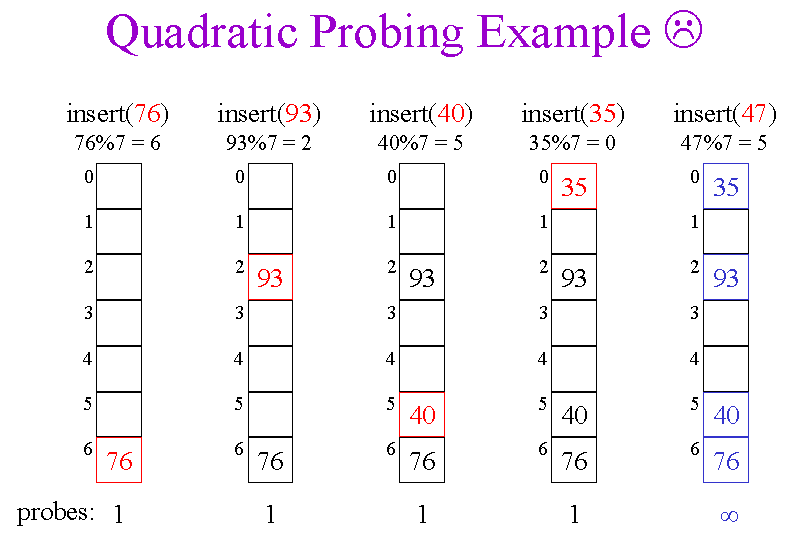 Quadratic Probing Example ☹
insert(76) insert(93) insert(40) insert(35) insert(47)
76%7 = 6 93%7 = 2 40%7 = 5 35%7 = 0 47%7 = 5
0 0 0 0 35 0 35
1 1 1 1 1
2 2 93 2 93 2 93 2 93
3 3 3 3 3
4 4 4 4 4
5 5 5 40 5 40 5 40
6 76 6 76 6 76 6 76 6 76
probes: 1 1 1 1 ∞